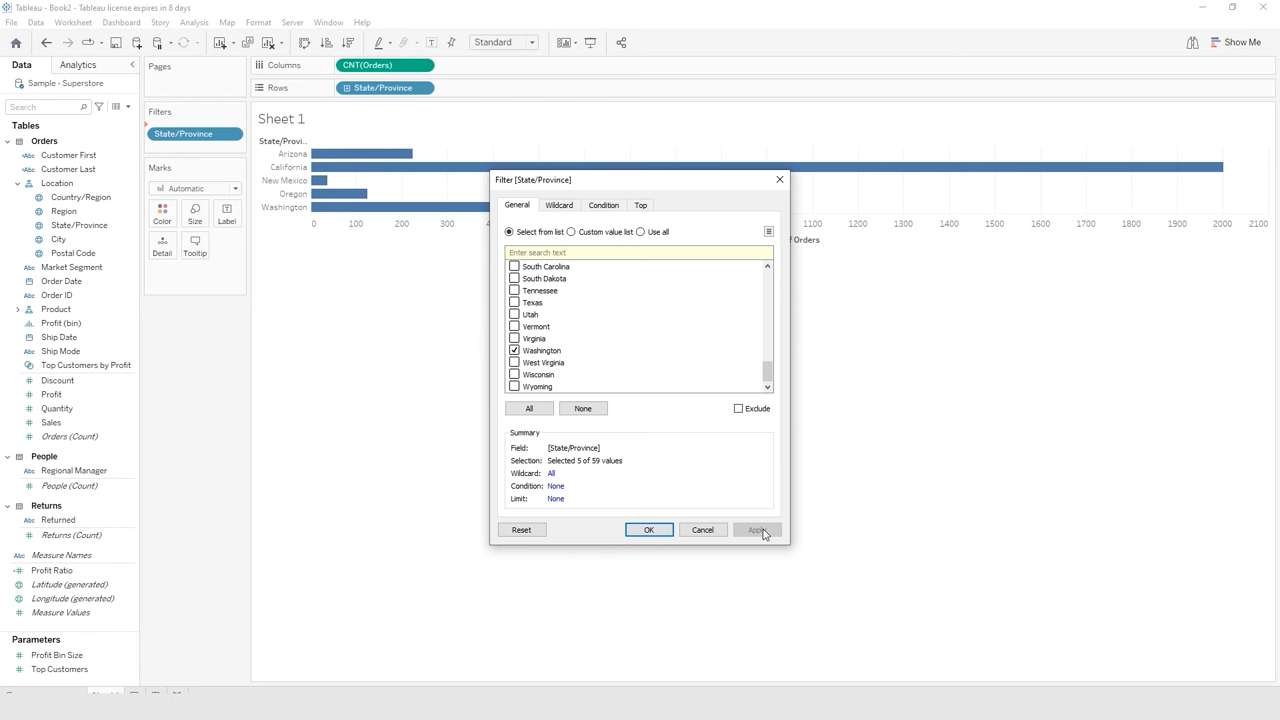 Tableau - Book2 - Tableau license expires in 8 days
File Data Worksheet Dashboard Story Analysis Map Format Server Window Help
Standard
Show Me
Data Analytics
Sample - Superstore
Search
Tables
Orders
Customer First
Customer Last
Location
Country/Region
Region
State/Province
City
Postal Code
Market Segment
Order Date
Order ID
Product
Profit (bin)
Ship Date
Ship Mode
Top Customers by Profit
Discount
Profit
Quantity
Sales
Orders (Count)
People
Regional Manager
People (Count)
Returns
Returned
Returns (Count)
Measure Names
Profit Ratio
Latitude (generated)
Longitude (generated)
Measure Values
Parameters
Profit Bin Size
Top Customers
Pages
Filters
State/Province
Marks
Automatic
Color Size Label
Detail Tooltip
Columns CNT(Orders)
Rows State/Province
Sheet 1
State/Provi..
Arizona
California
New Mexico
Oregon
Washington
0 100 200 300 400 1100 1200 1300 1400 1500 1600 1700 1800 1900 2000 2100
Orders
Filter [State/Province]
General Wildcard Condition Top
Select from list Custom value list Use all
Enter search text
South Carolina
South Dakota
Tennessee
Texas
Utah
Vermont
Virginia
Washington
West Virginia
Wisconsin
Wyoming
All None Exclude
Summary
Field: [State/Province]
Selection: Selected 5 of 59 values
Wildcard: All
Condition: None
Limit: None
Reset OK Cancel Apply